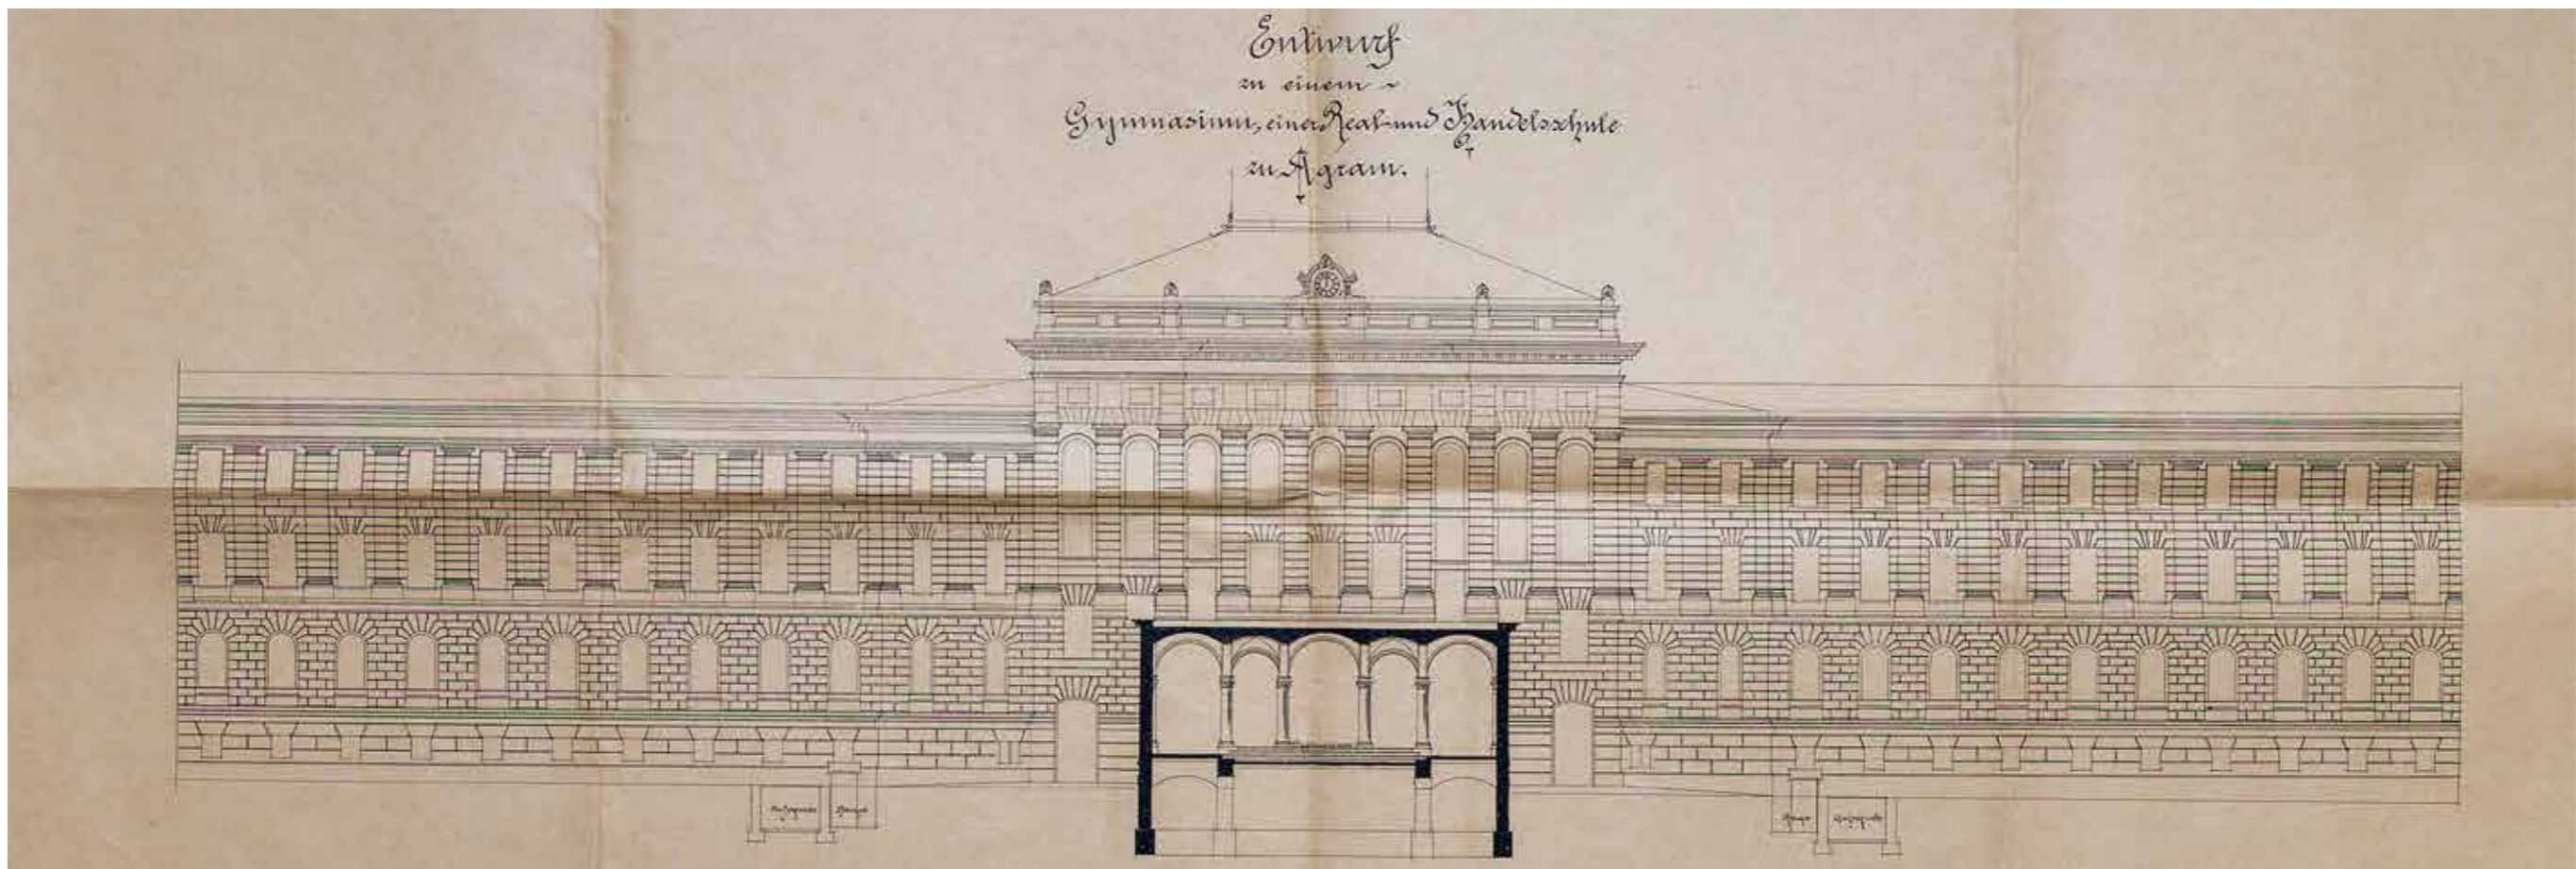 Entwurf
zu einem
Gymnasium, einer Real- und Handelsschule
zu Agram.